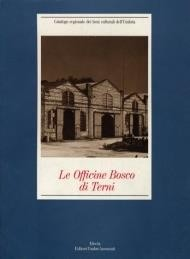 Catalogo regionale dei beni culturali dell'Umbria
Le Officine Bosco
di Terni
Electa
Editori Umbri Associati